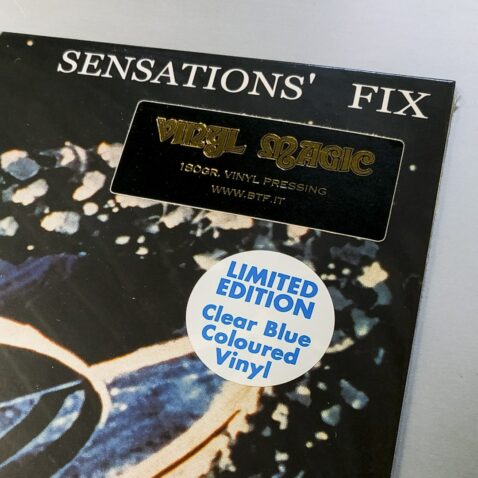 SENSATIONS' FIX
VINYL MAGIC
180GR. VINYL PRESSING
WWW.BTF.IT
LIMITED
EDITION
Clear Blue
Coloured
Vinyl